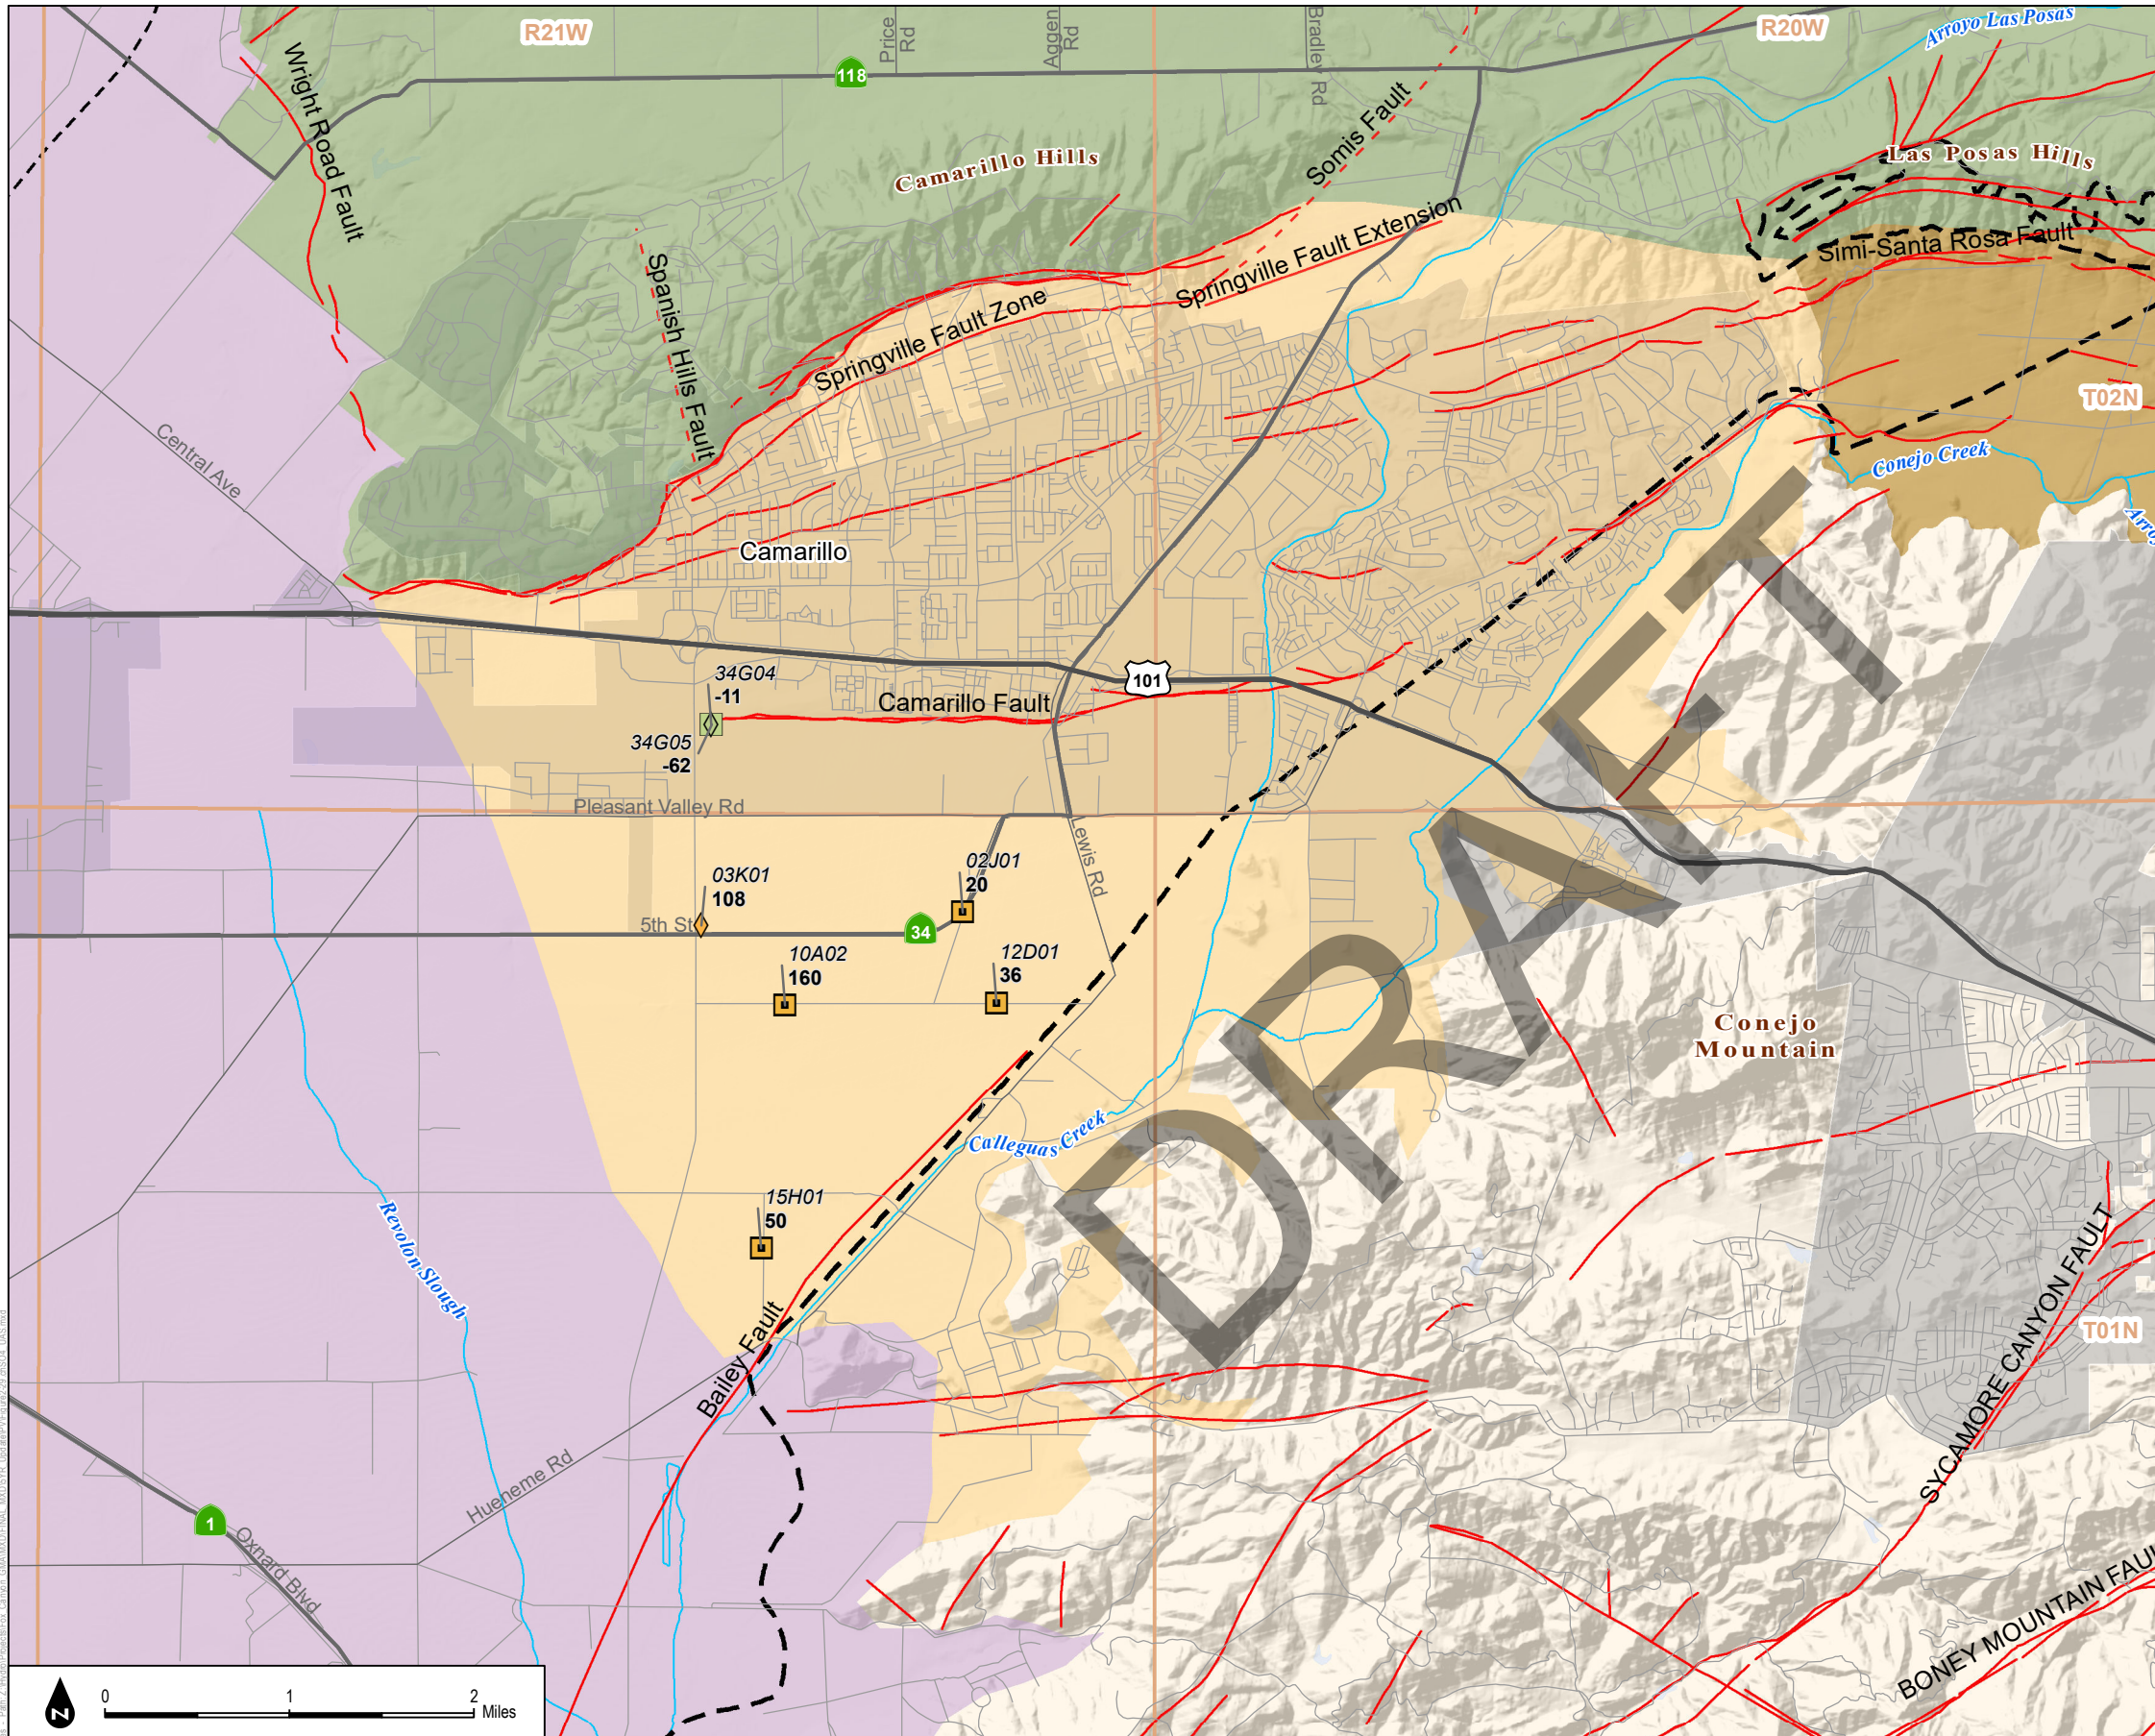 R21W
Price Rd
Aggen Rd
Bradley Rd
R20W
Arroyo Las Posas
118
Wright Road Fault
Camarillo Hills
Somis Fault
Las Posas Hills
Springville Fault Extension
Simi-Santa Rosa Fault
Spanish Hills Fault
Springville Fault Zone
T02N
Central Ave
Conejo Creek
Camarillo
34G04
-11
101
Camarillo Fault
34G05
-62
Pleasant Valley Rd
Lewis Rd
02J01
20
03K01
108
5th St
34
10A02
160
12D01
36
DRAFT
Conejo
Mountain
Calleguas Creek
15H01
50
Revolon Slough
Bailey Fault
SYCAMORE CANYON FAULT
T01N
Hueneme Rd
1
Oxnard Blvd
BONEY MOUNTAIN FAU
N
0 1 2 Miles